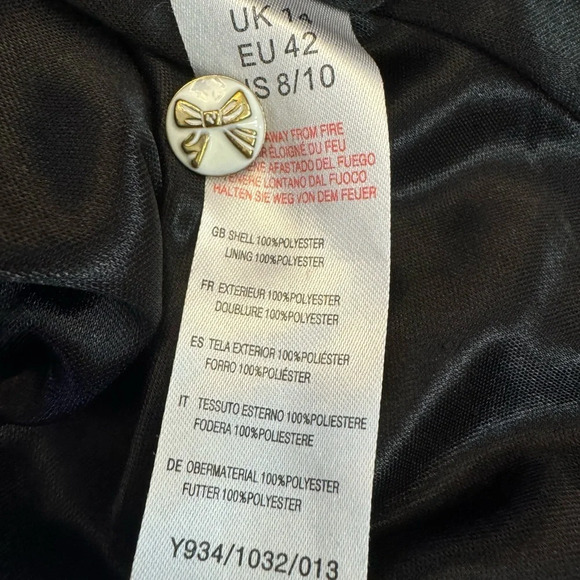 UK
EU 42
US 8/10
AWAY FROM FIRE
ÉLOIGNÉ DU FEU
AFASTADO DEL FUEGO
LONTANO DAL FUOCO
HALTEN SIE WEG VON DEM FEUER
GB SHELL 100%POLYESTER
LINING 100%POLYESTER
FR EXTERIEUR 100%POLYESTER
DOUBLURE 100%POLYESTER
ES TELA EXTERIOR 100%POLIÉSTER
FORRO 100%POLIÉSTER
IT TESSUTO ESTERNO 100%POLIESTERE
FODERA 100%POLIESTERE
DE OBERMATERIAL 100%POLYESTER
FUTTER 100%POLYESTER
Y934/1032/013